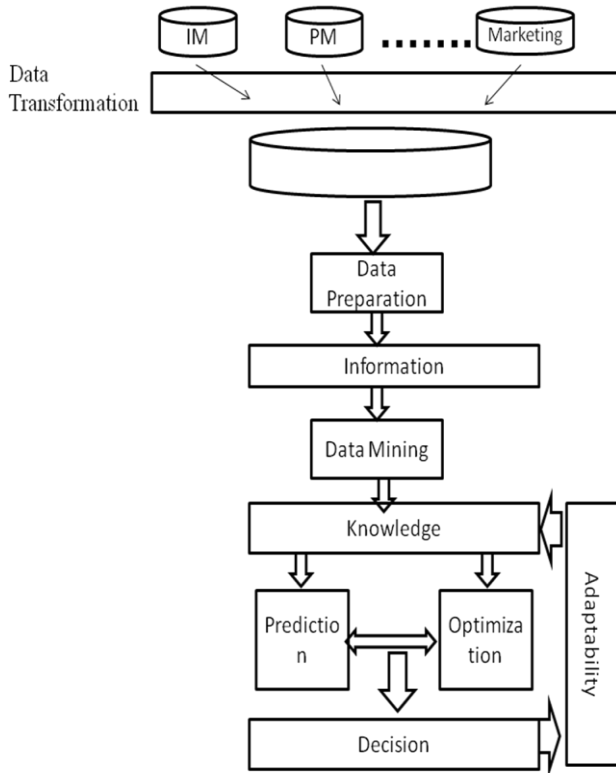 IM
PM
Marketing
Data
Transformation
Data
Preparation
Information
Data Mining
Knowledge
Predictio
n
Optimiza
tion
Adaptability
Decision